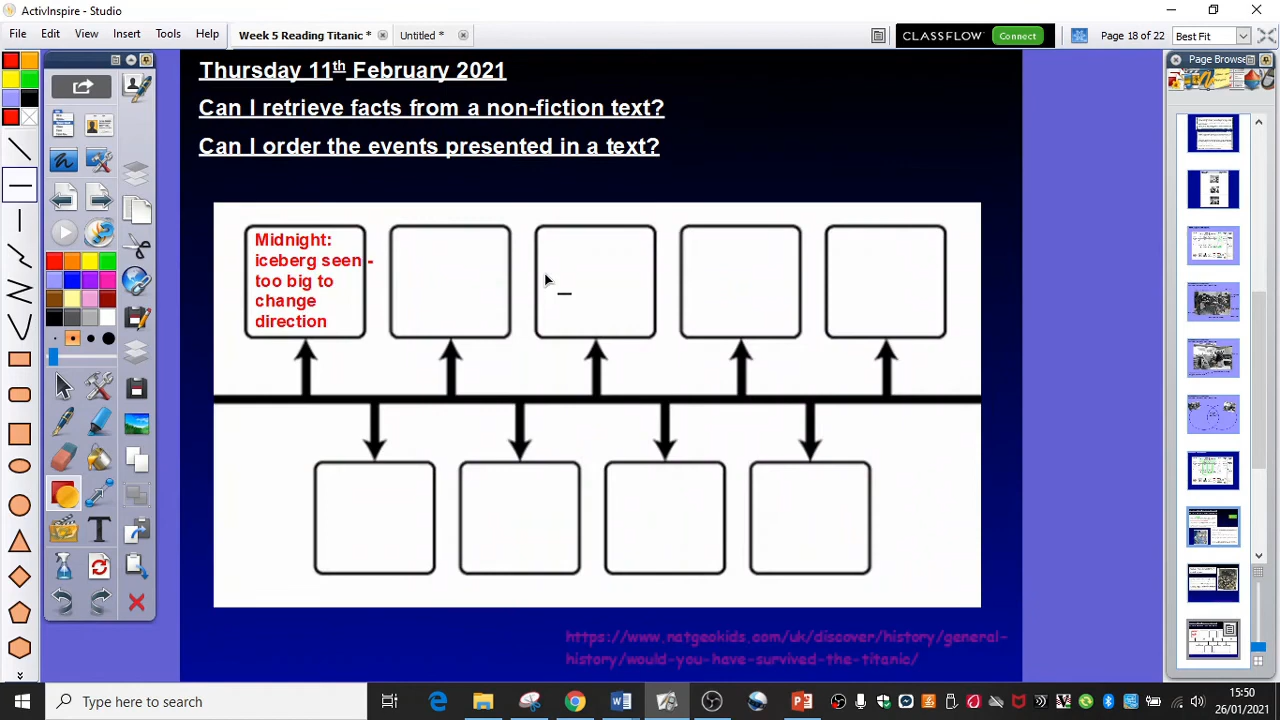 ActivInspire - Studio
File Edit View Insert Tools Help
Week 5 Reading Titanic *
Untitled *
CLASSFLOW Connect
Page 18 of 22
Best Fit
Page Browse
Thursday 11th February 2021
Can I retrieve facts from a non-fiction text?
Can I order the events presented in a text?
Midnight:
iceberg seen -
too big to
change
direction
https://www.natgeokids.com/uk/discover/history/general-
history/would-you-have-survived-the-titanic/
Type here to search
15:50
26/01/2021